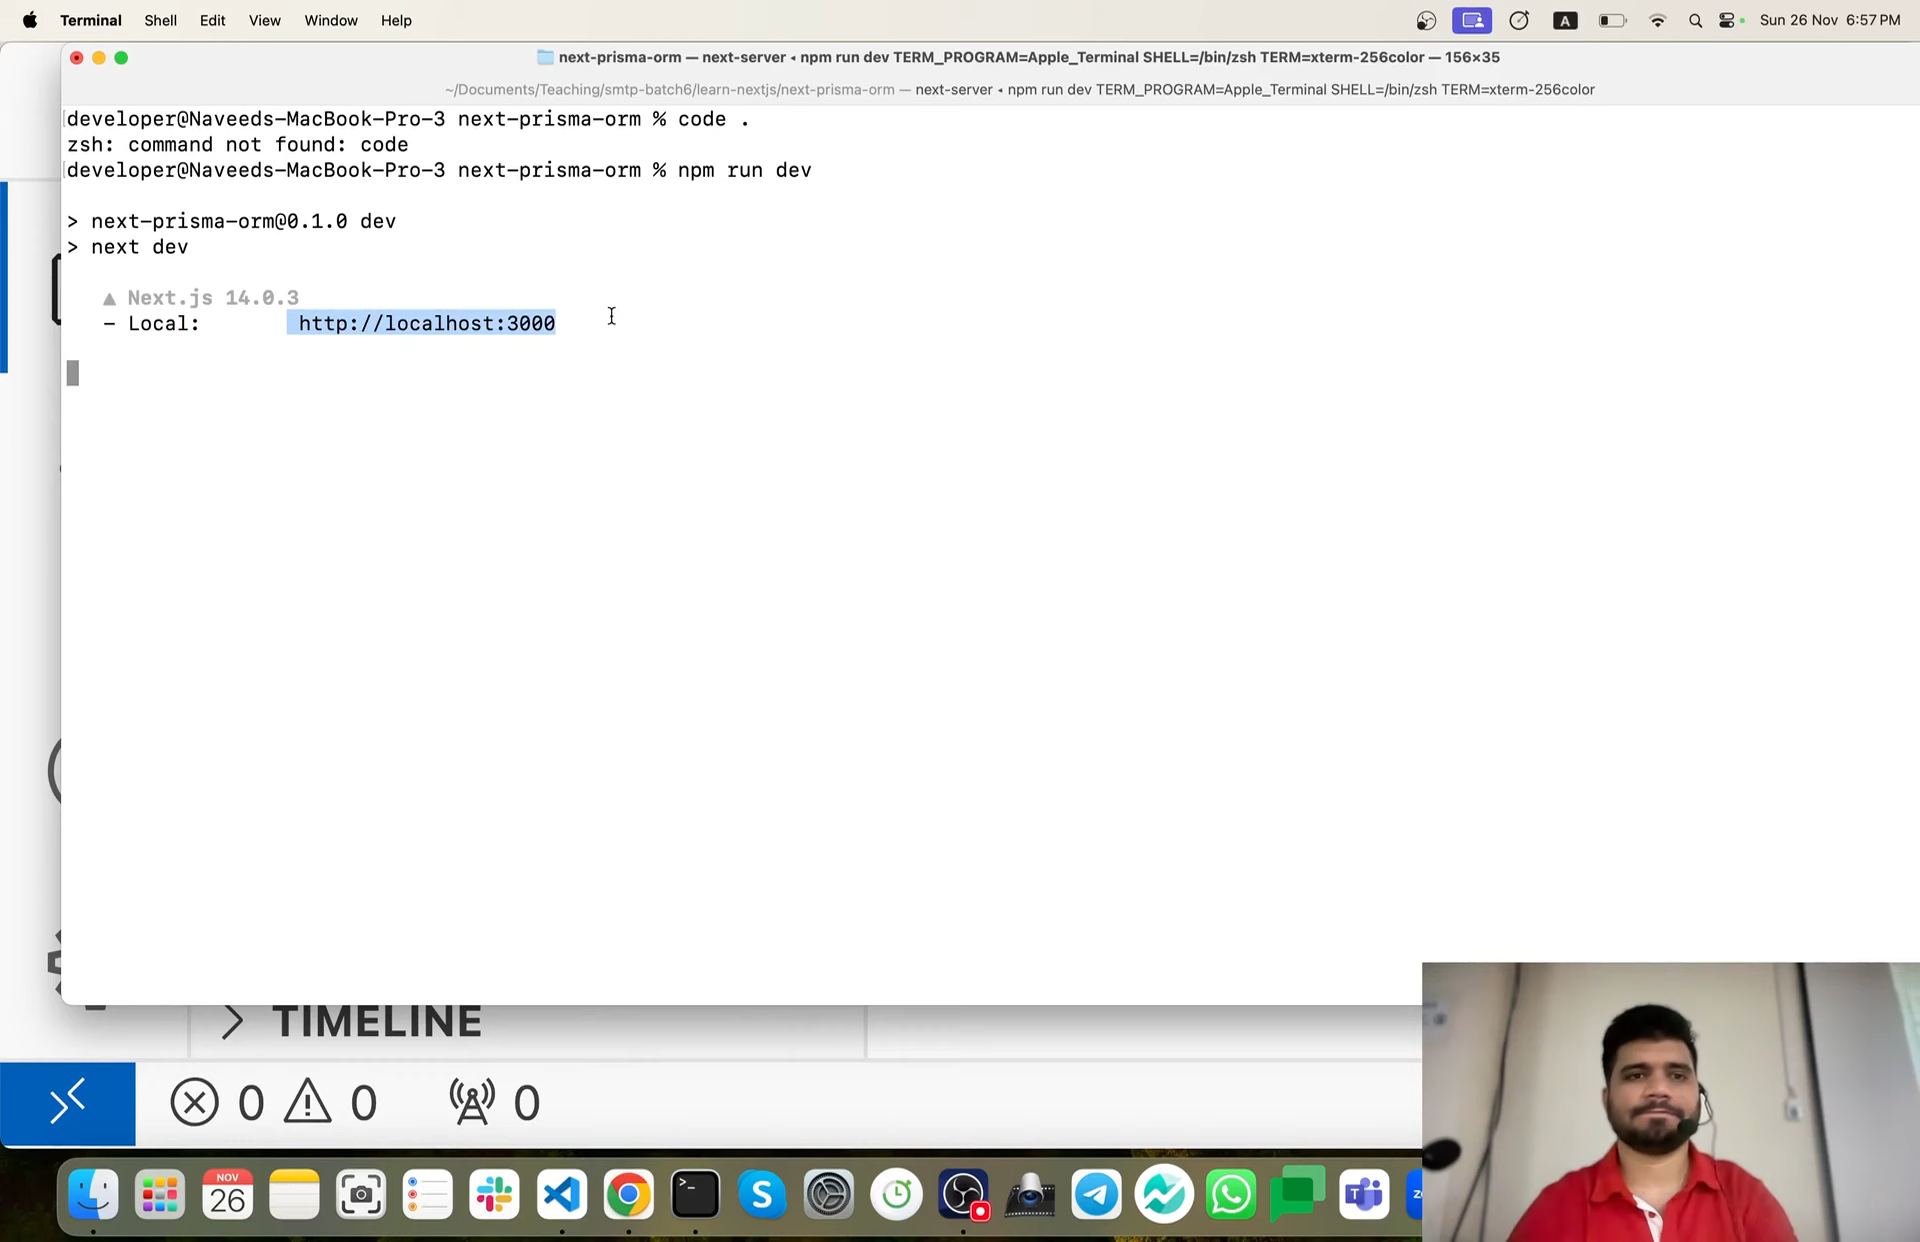 Terminal Shell Edit View Window Help A Sun 26 Nov 6:57 PM
next-prisma-orm — next-server ◂ npm run dev TERM_PROGRAM=Apple_Terminal SHELL=/bin/zsh TERM=xterm-256color — 156×35
~/Documents/Teaching/smtp-batch6/learn-nextjs/next-prisma-orm — next-server ◂ npm run dev TERM_PROGRAM=Apple_Terminal SHELL=/bin/zsh TERM=xterm-256color
developer@Naveeds-MacBook-Pro-3 next-prisma-orm % code .
zsh: command not found: code
developer@Naveeds-MacBook-Pro-3 next-prisma-orm % npm run dev
> next-prisma-orm@0.1.0 dev
> next dev
▲ Next.js 14.0.3
- Local: http://localhost:3000
TIMELINE
0 0 0
NOV
26
>_
S
T